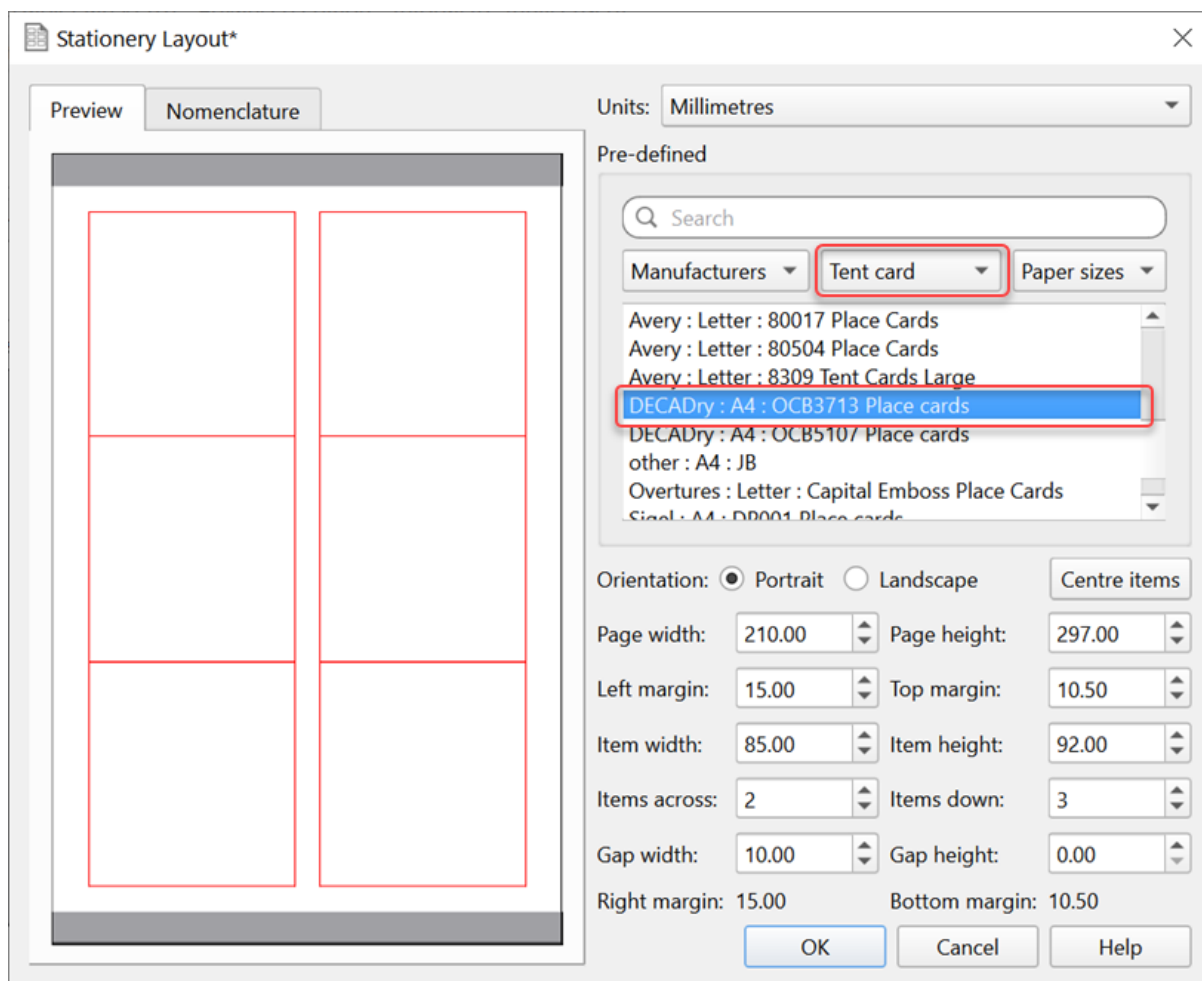 Stationery Layout*
Preview
Nomenclature
Units: Millimetres
Pre-defined
Search
Manufacturers Tent card Paper sizes
Avery : Letter : 80017 Place Cards
Avery : Letter : 80504 Place Cards
Avery : Letter : 8309 Tent Cards Large
DECADry : A4 : OCB3713 Place cards
DECADry : A4 : OCB5107 Place cards
other : A4 : JB
Overtures : Letter : Capital Emboss Place Cards
Sigel : A4 : DP001 Place cards
Orientation: Portrait Landscape Centre items
Page width: 210.00 Page height: 297.00
Left margin: 15.00 Top margin: 10.50
Item width: 85.00 Item height: 92.00
Items across: 2 Items down: 3
Gap width: 10.00 Gap height: 0.00
Right margin: 15.00 Bottom margin: 10.50
OK Cancel Help